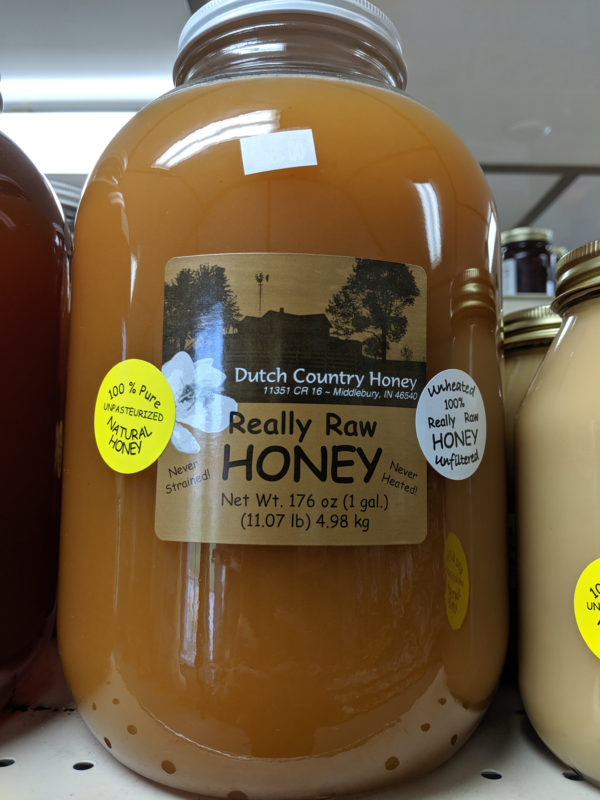 Dutch Country Honey
11351 CR 16 ~ Middlebury, IN 46540
Really Raw
HONEY
Never
Strained!
Never
Heated!
Net Wt. 176 oz (1 gal.)
(11.07 lb) 4.98 kg
100 % Pure
UNPASTEURIZED
NATURAL
HONEY
Unheated
100%
Really Raw
HONEY
Unfiltered
10
UN